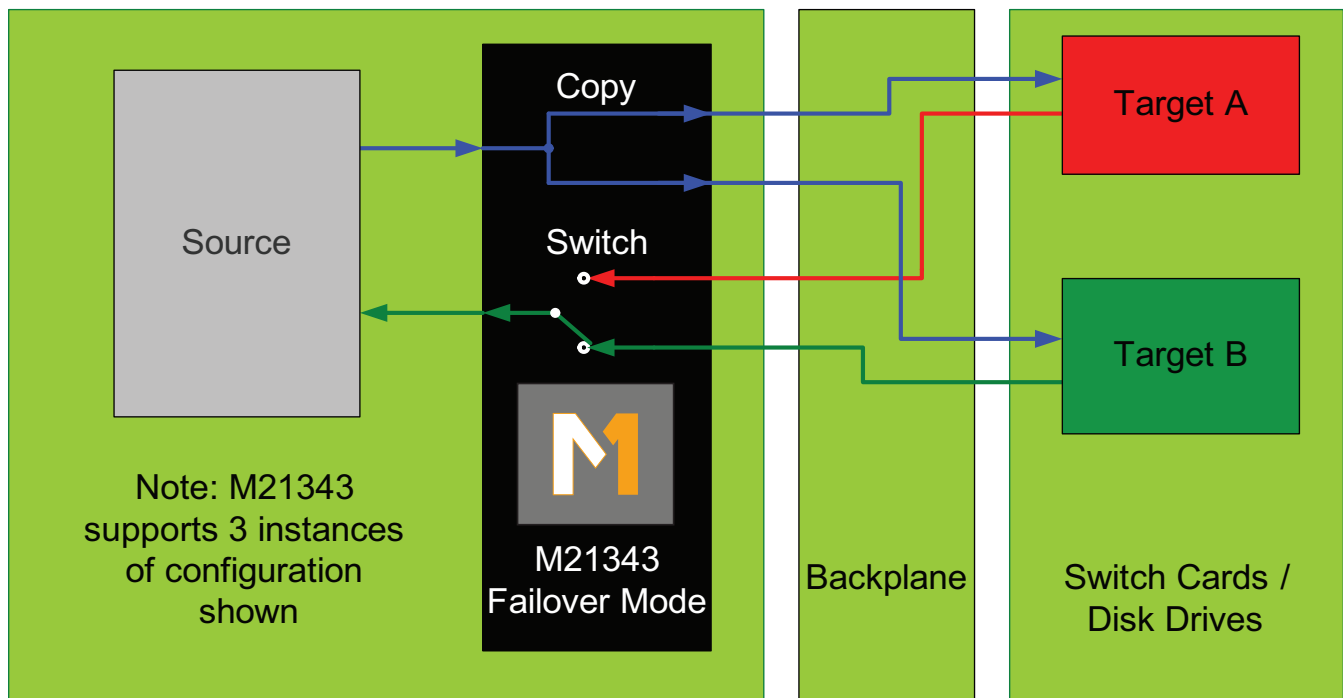 Source
Note: M21343
supports 3 instances
of configuration
shown
Copy
Switch
M21343
Failover Mode
Backplane
Target A
Target B
Switch Cards /
Disk Drives